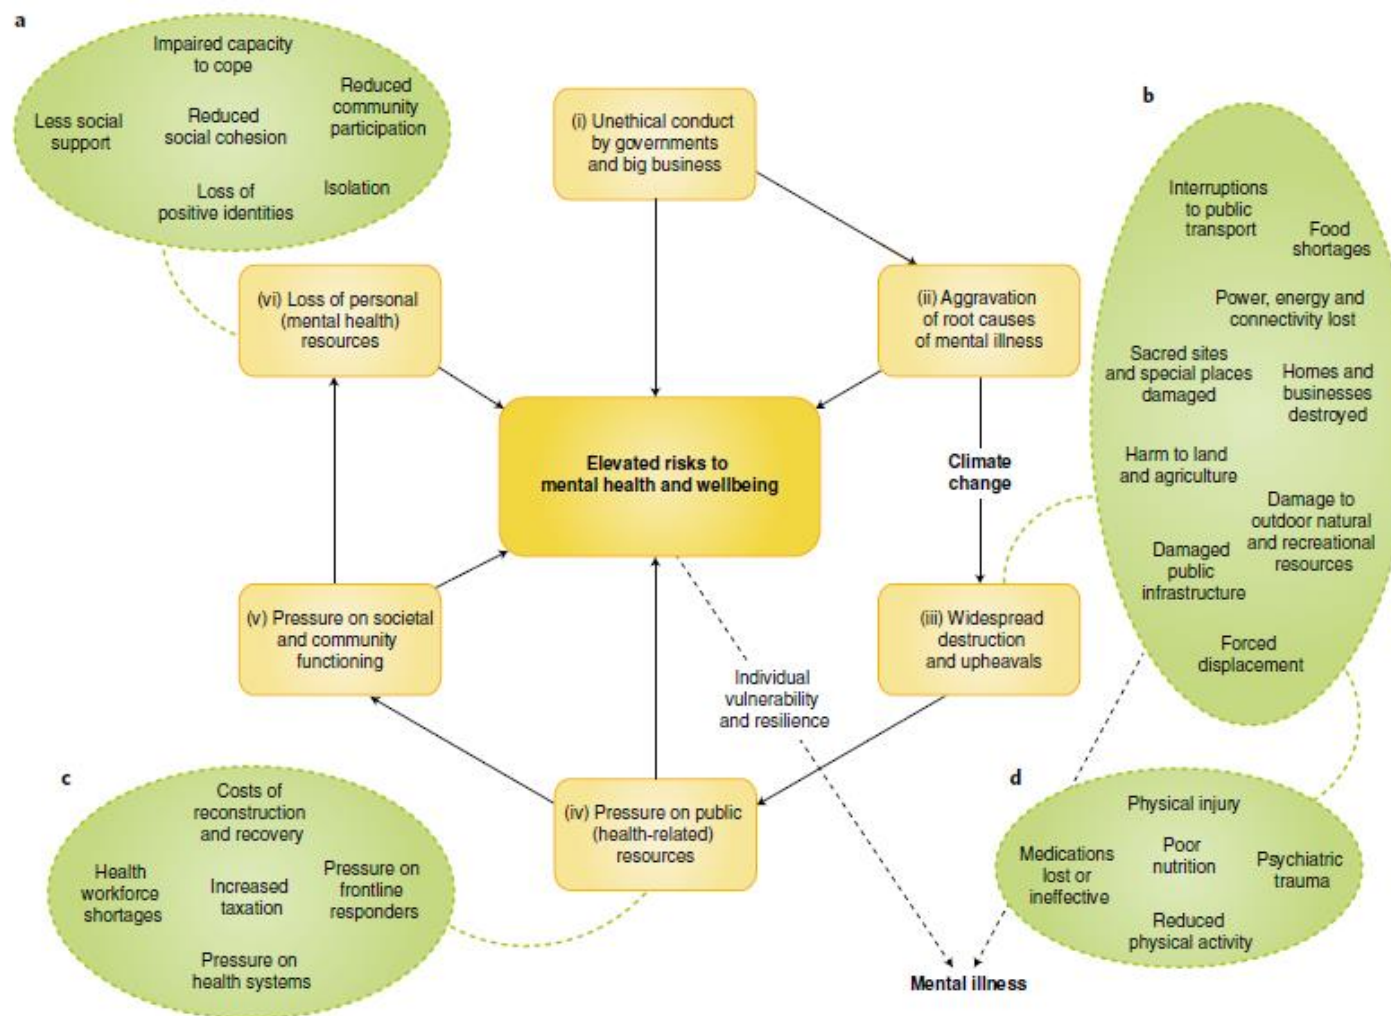 a
Impaired capacity
to cope
Reduced
community
participation
Less social
support
Reduced
social cohesion
Loss of
positive identities
Isolation
(i) Unethical conduct
by governments
and big business
b
Interruptions
to public
transport
Food
shortages
Power, energy and
connectivity lost
Sacred sites
and special places
damaged
Homes and
businesses
destroyed
Harm to land
and agriculture
Damage to
outdoor natural
and recreational
resources
Damaged
public
infrastructure
Forced
displacement
(vi) Loss of personal
(mental health)
resources
(ii) Aggravation
of root causes
of mental illness
Elevated risks to
mental health and wellbeing
Climate
change
(v) Pressure on societal
and community
functioning
(iii) Widespread
destruction
and upheavals
Individual
vulnerability
and resilience
c
Costs of
reconstruction
and recovery
Health
workforce
shortages
Increased
taxation
Pressure on
frontline
responders
Pressure on
health systems
(iv) Pressure on public
(health-related)
resources
d
Physical injury
Medications
lost or
ineffective
Poor
nutrition
Psychiatric
trauma
Reduced
physical activity
Mental illness